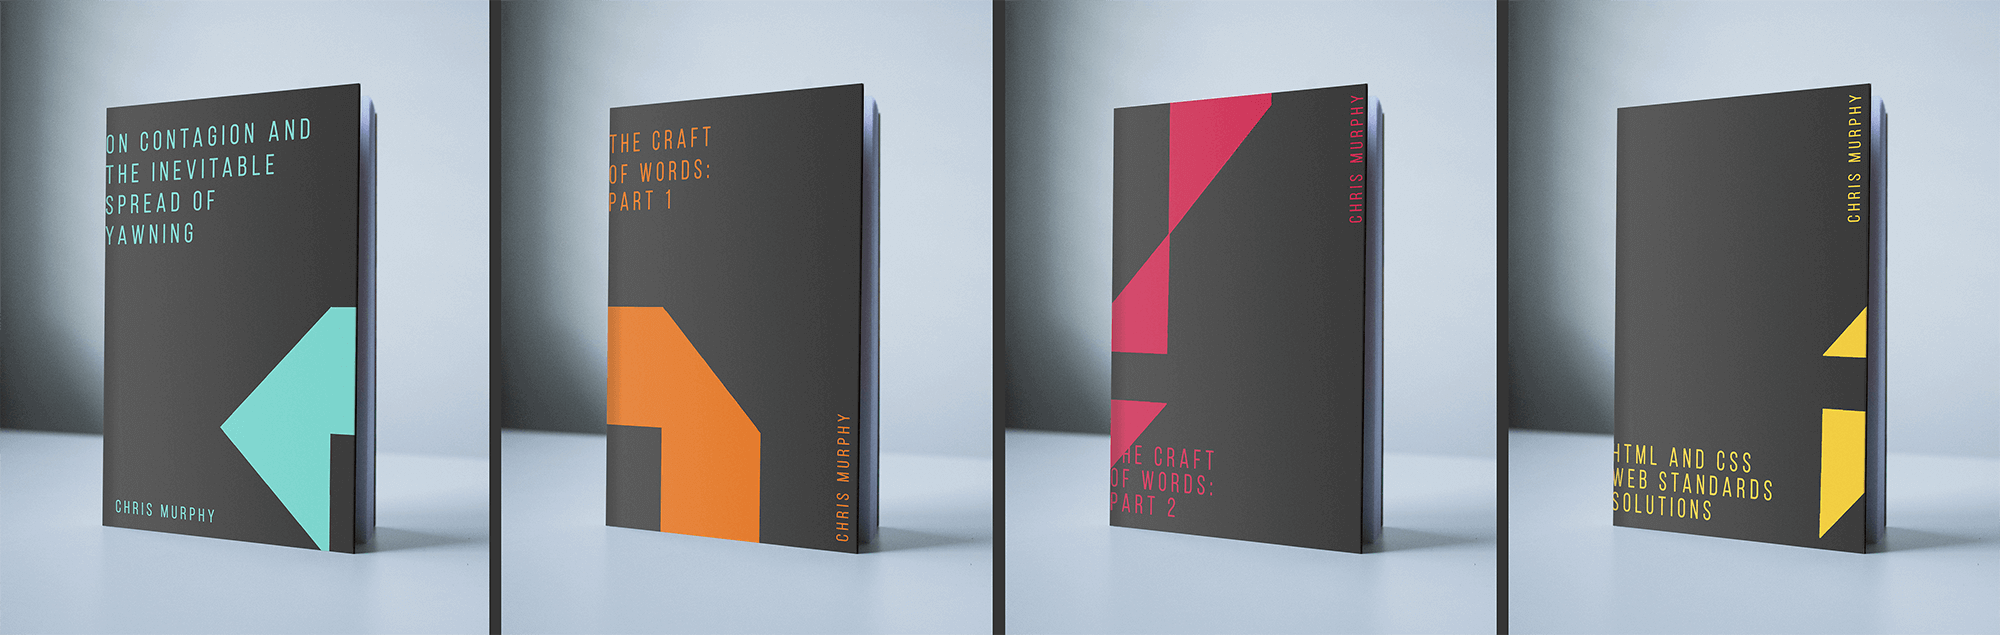 ON CONTAGION AND
THE INEVITABLE
SPREAD OF
YAWNING
CHRIS MURPHY
THE CRAFT
OF WORDS:
PART 1
CHRIS MURPHY
CHRIS MURPHY
THE CRAFT
OF WORDS:
PART 2
CHRIS MURPHY
HTML AND CSS
WEB STANDARDS
SOLUTIONS